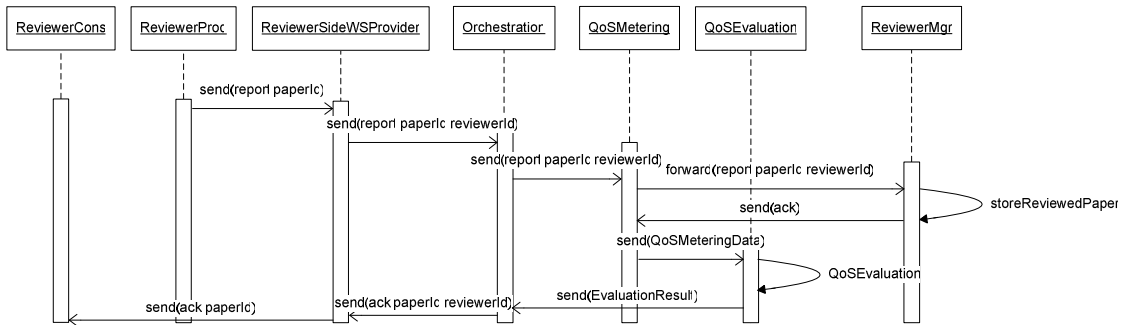 ReviewerCons ReviewerProc ReviewerSideWSProvider Orchestration QoSMetering QoSEvaluation ReviewerMgr
send(report paperId)
send(report paperId reviewerId)
send(report paperId reviewerId)
forward(report paperId reviewerId)
storeReviewedPaper
send(ack)
send(QoSMeteringData)
QoSEvaluation
send(EvaluationResult)
send(ack paperId reviewerId)
send(ack paperId)